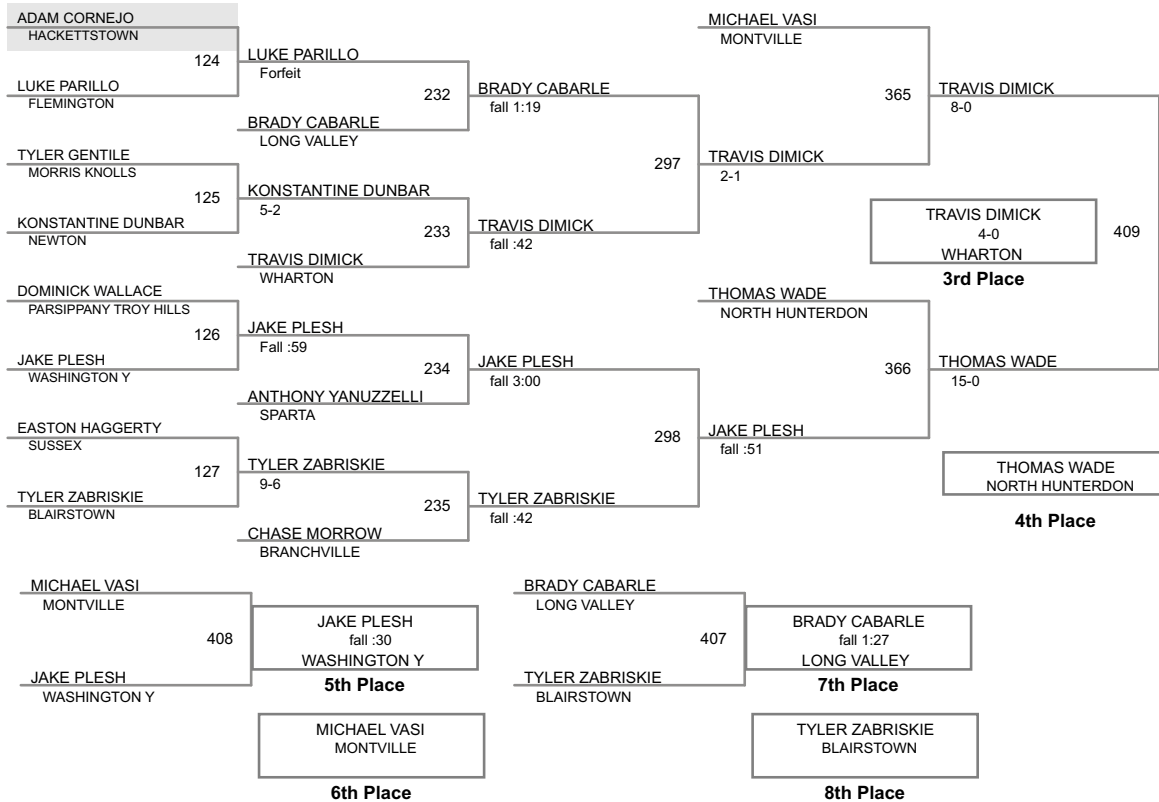 ADAM CORNEJO
HACKETTSTOWN
124
LUKE PARILLO
FLEMINGTON
TYLER GENTILE
MORRIS KNOLLS
125
KONSTANTINE DUNBAR
NEWTON
DOMINICK WALLACE
PARSIPPANY TROY HILLS
126
JAKE PLESH
WASHINGTON Y
EASTON HAGGERTY
SUSSEX
127
TYLER ZABRISKIE
BLAIRSTOWN
LUKE PARILLO
Forfeit
232
BRADY CABARLE
LONG VALLEY
KONSTANTINE DUNBAR
5-2
233
TRAVIS DIMICK
WHARTON
JAKE PLESH
Fall :59
234
ANTHONY YANUZZELLI
SPARTA
TYLER ZABRISKIE
9-6
235
CHASE MORROW
BRANCHVILLE
BRADY CABARLE
fall 1:19
297
TRAVIS DIMICK
fall :42
JAKE PLESH
fall 3:00
298
TYLER ZABRISKIE
fall :42
MICHAEL VASI
MONTVILLE
365
TRAVIS DIMICK
2-1
THOMAS WADE
NORTH HUNTERDON
366
JAKE PLESH
fall :51
TRAVIS DIMICK
8-0
409
THOMAS WADE
15-0
TRAVIS DIMICK
4-0
WHARTON
3rd Place
THOMAS WADE
NORTH HUNTERDON
4th Place
MICHAEL VASI
MONTVILLE
408
JAKE PLESH
WASHINGTON Y
JAKE PLESH
fall :30
WASHINGTON Y
5th Place
MICHAEL VASI
MONTVILLE
6th Place
BRADY CABARLE
LONG VALLEY
407
TYLER ZABRISKIE
BLAIRSTOWN
BRADY CABARLE
fall 1:27
LONG VALLEY
7th Place
TYLER ZABRISKIE
BLAIRSTOWN
8th Place